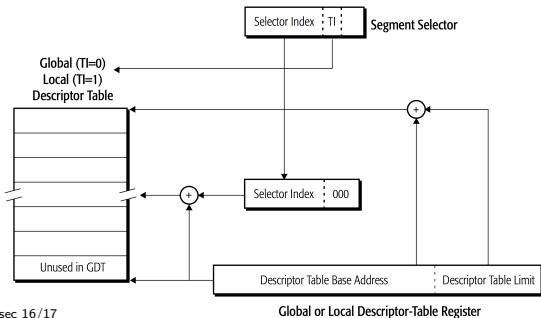 Selector Index TI
Segment Selector
Global (TI=0)
Local (TI=1)
Descriptor Table
+
+
Selector Index 000
Unused in GDT
Descriptor Table Base Address Descriptor Table Limit
sec 16/17
Global or Local Descriptor-Table Register